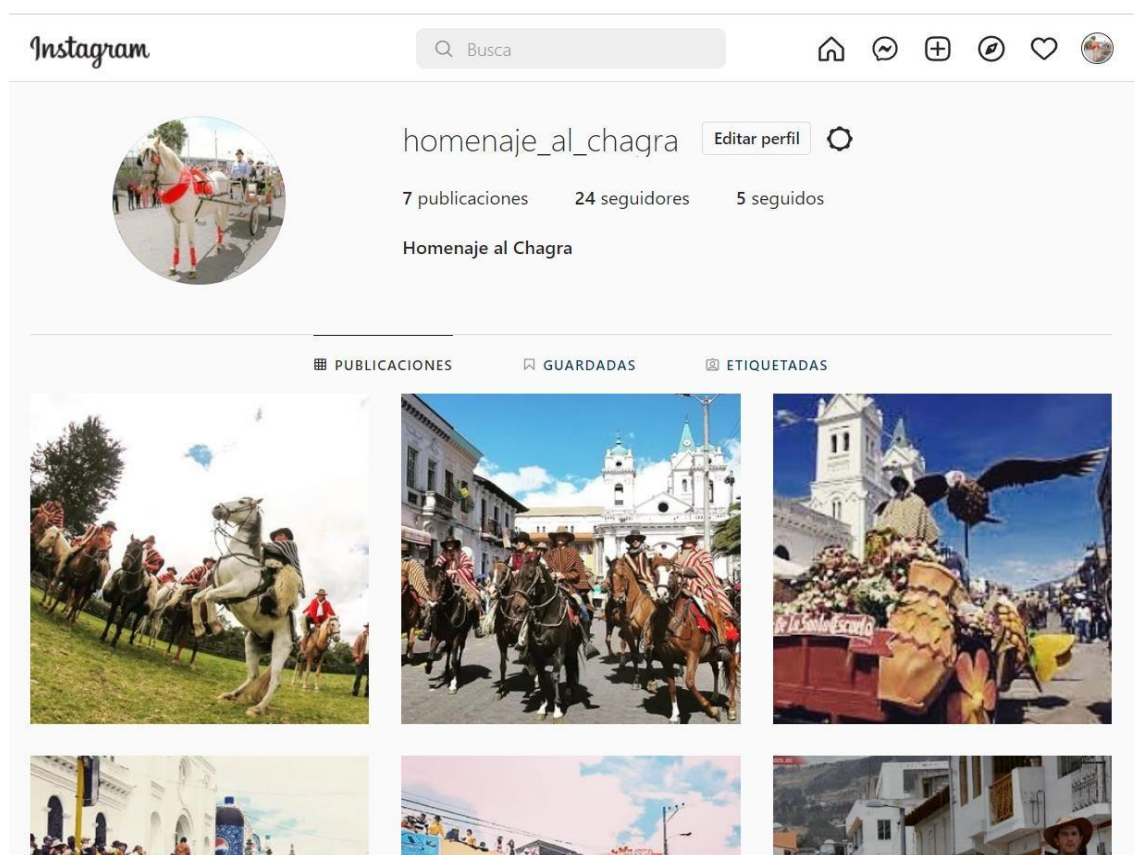 Instagram
Busca
homenaje_al_chagra Editar perfil
7 publicaciones 24 seguidores 5 seguidos
Homenaje al Chagra
PUBLICACIONES GUARDADAS ETIQUETADAS
De La Sonda Escuela